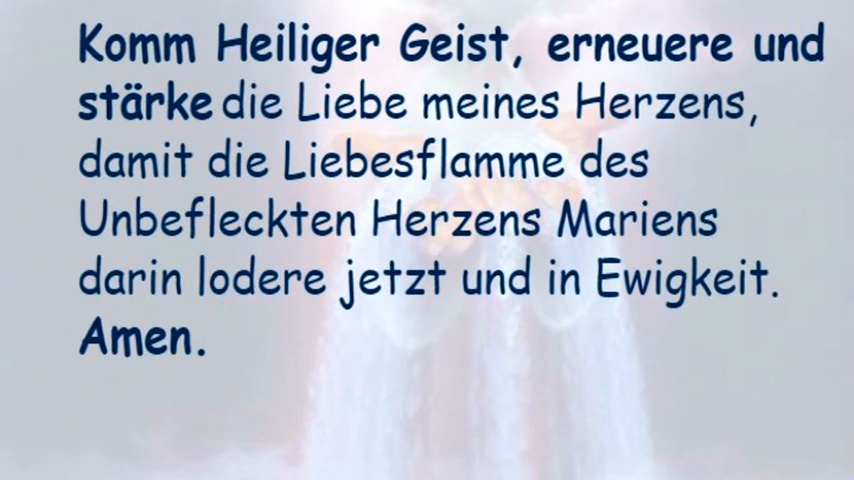 Komm Heiliger Geist, erneuere und
stärke die Liebe meines Herzens,
damit die Liebesflamme des
Unbefleckten Herzens Mariens
darin lodere jetzt und in Ewigkeit.
Amen.